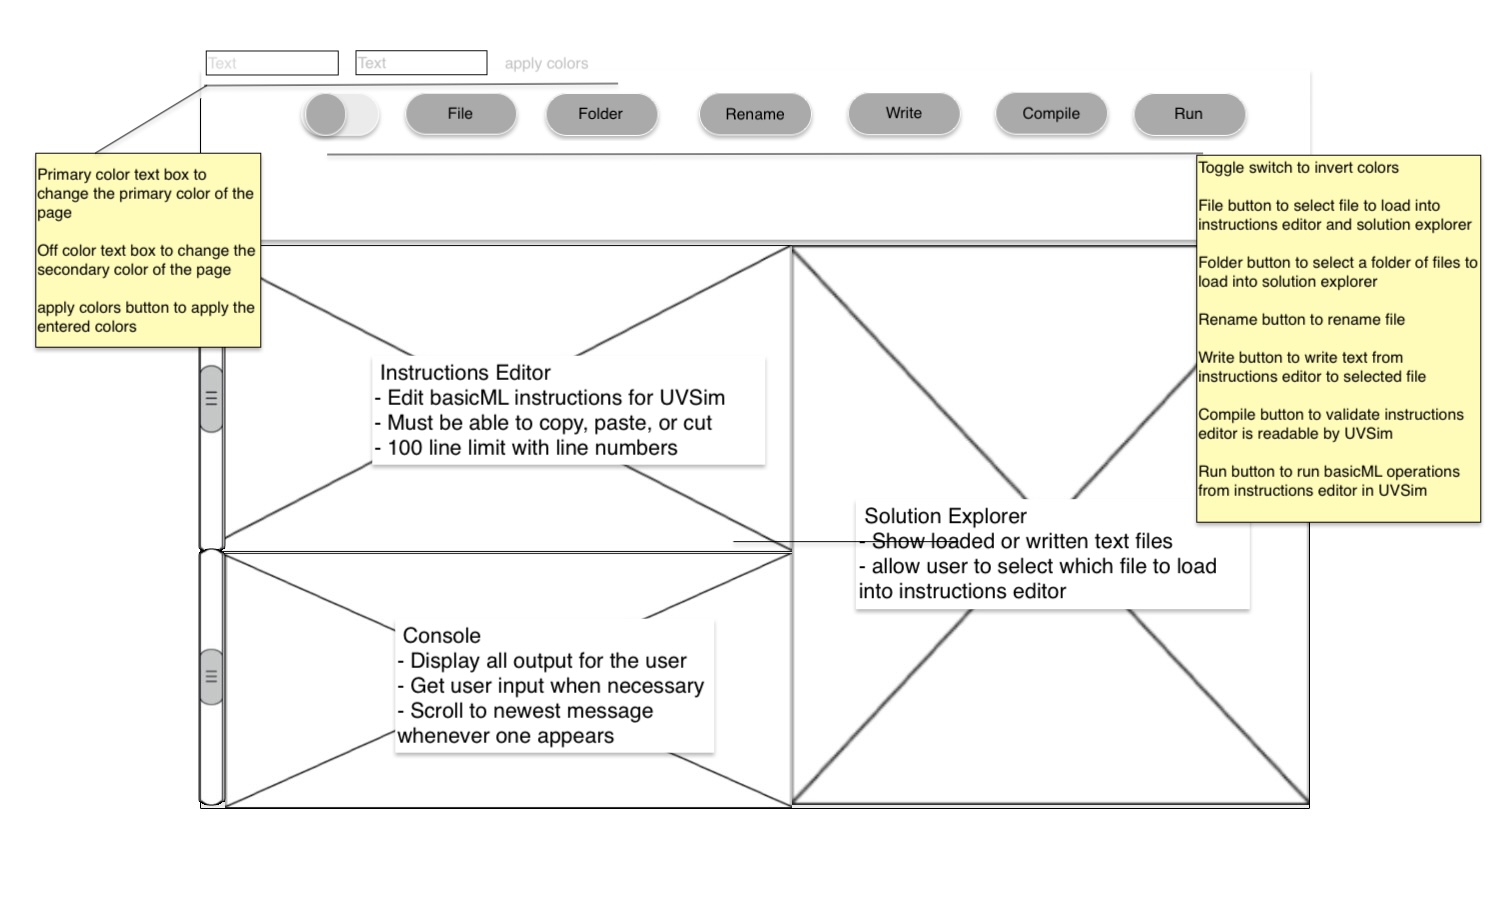 Text
Text
apply colors
File
Folder
Rename
Write
Compile
Run
Primary color text box to
change the primary color of the
page
Off color text box to change the
secondary color of the page
apply colors button to apply the
entered colors
Toggle switch to invert colors
File button to select file to load into
instructions editor and solution explorer
Folder button to select a folder of files to
load into solution explorer
Rename button to rename file
Write button to write text from
instructions editor to selected file
Compile button to validate instructions
editor is readable by UVSim
Run button to run basicML operations
from instructions editor in UVSim
Instructions Editor
- Edit basicML instructions for UVSim
- Must be able to copy, paste, or cut
- 100 line limit with line numbers
Solution Explorer
- Show loaded or written text files
- allow user to select which file to load
into instructions editor
Console
- Display all output for the user
- Get user input when necessary
- Scroll to newest message
whenever one appears